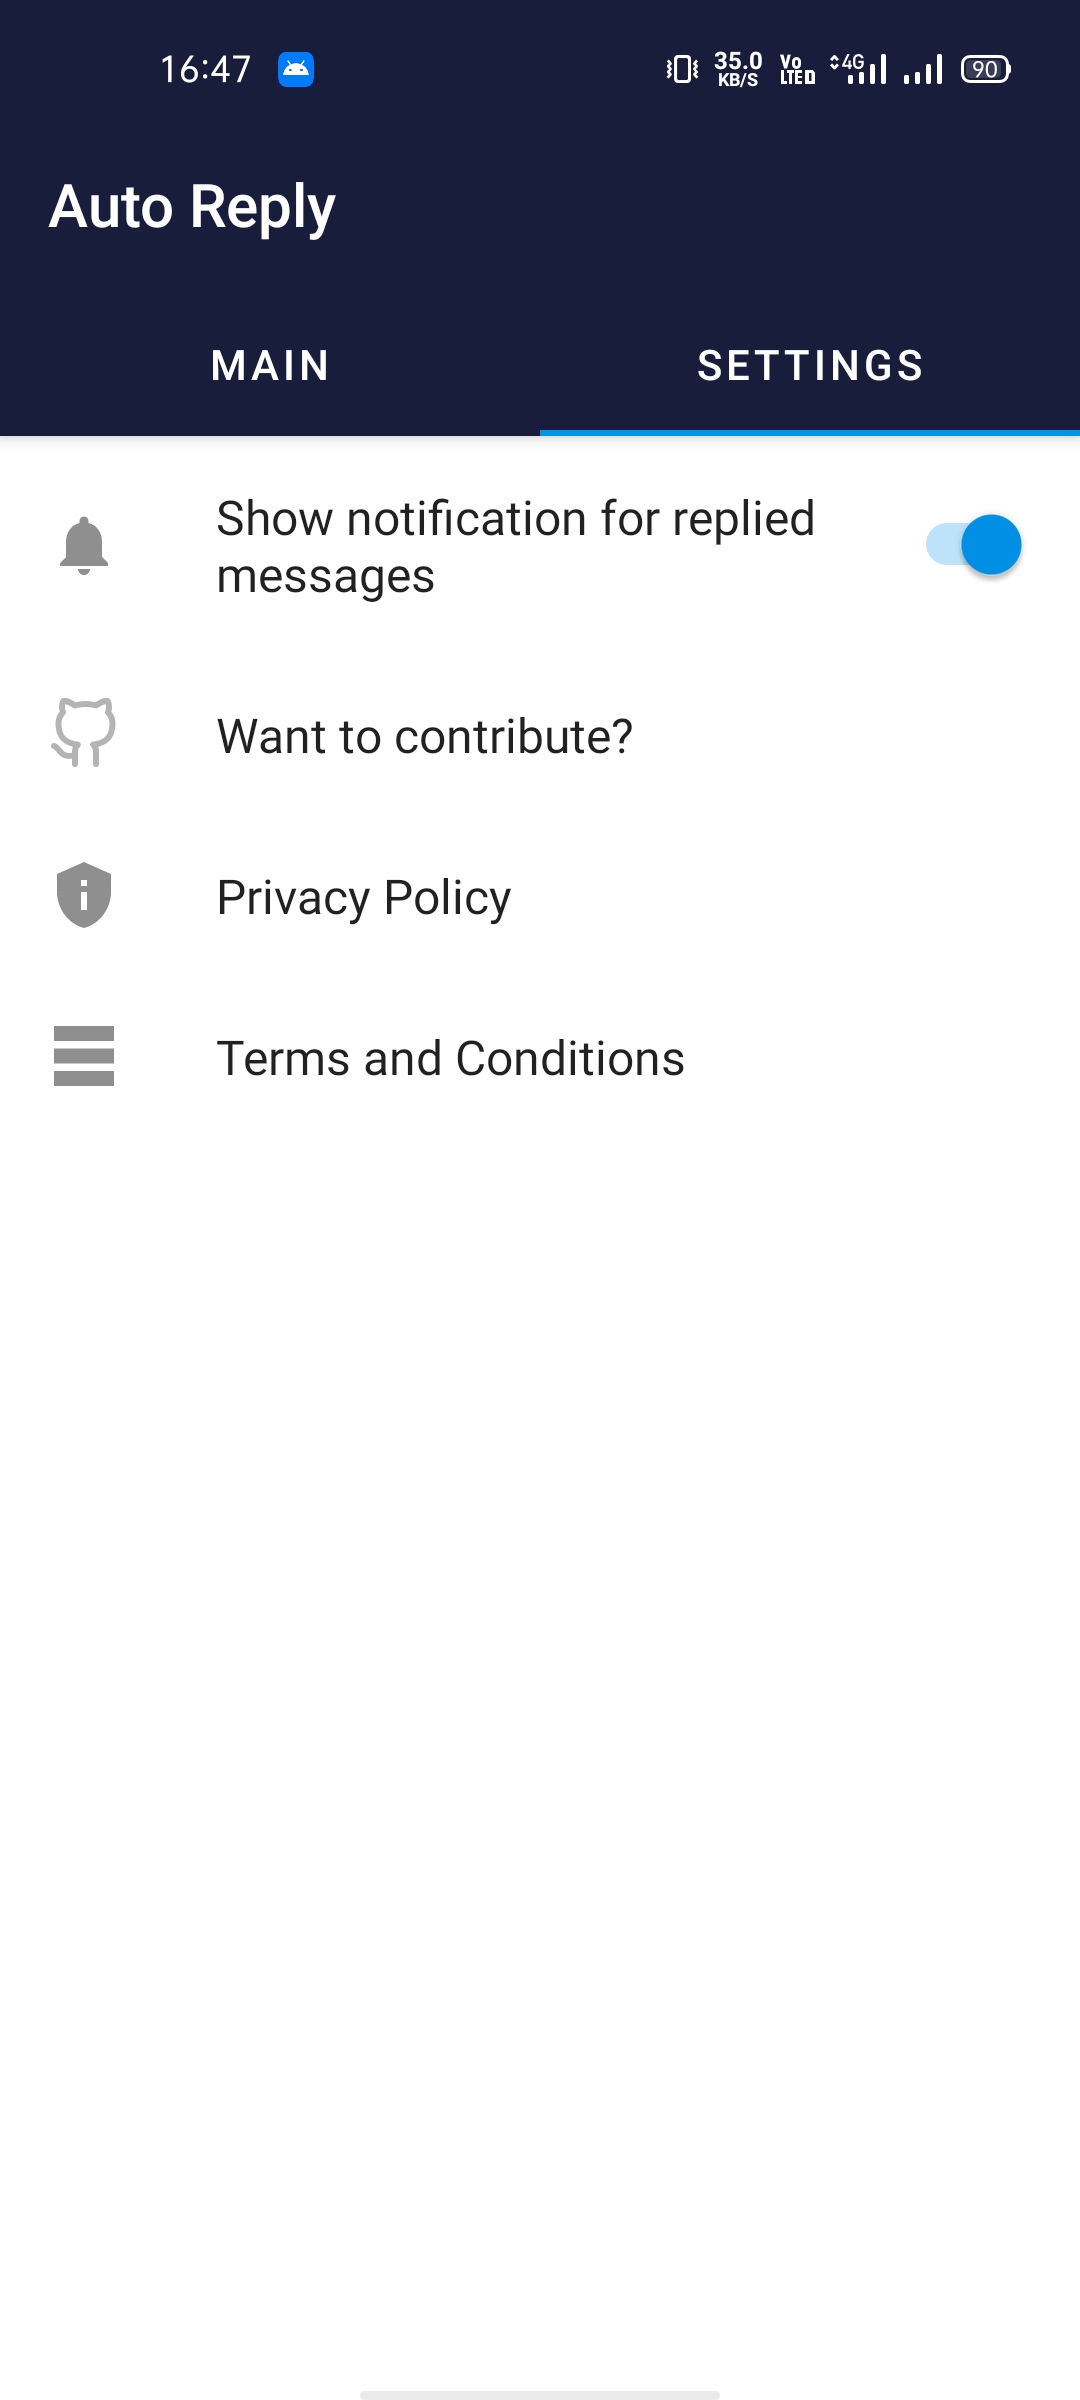 16:47
35.0
KB/S
Vo
LTE D
4G
90
Auto Reply
MAIN
SETTINGS
Show notification for replied
messages
Want to contribute?
Privacy Policy
Terms and Conditions